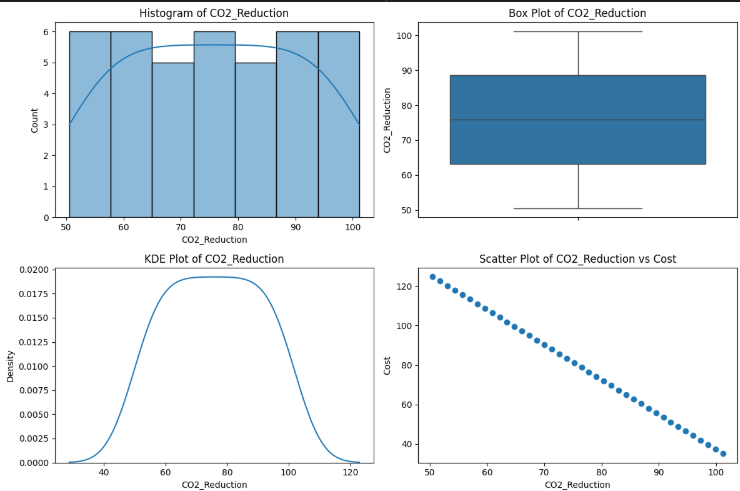 Histogram of CO2_Reduction
6
5
4
3
2
1
0
Count
50 60 70 80 90 100
CO2_Reduction
Box Plot of CO2_Reduction
100
90
80
70
60
50
CO2_Reduction
KDE Plot of CO2_Reduction
0.0200
0.0175
0.0150
0.0125
0.0100
0.0075
0.0050
0.0025
0.0000
Density
40 60 80 100 120
CO2_Reduction
Scatter Plot of CO2_Reduction vs Cost
120
100
80
60
40
Cost
50 60 70 80 90 100
CO2_Reduction